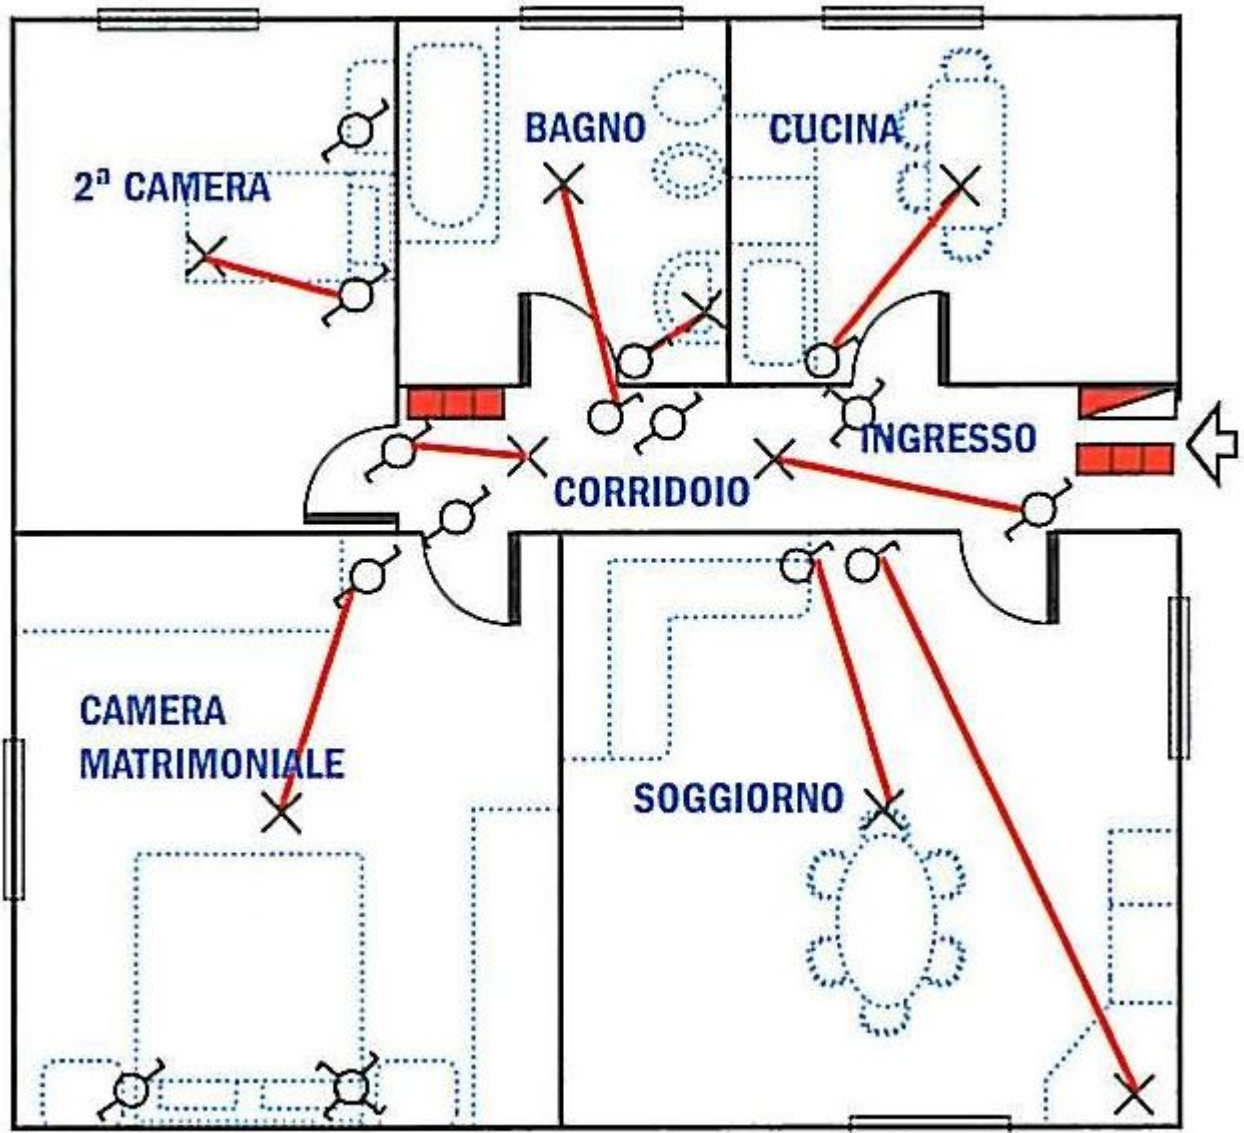 BAGNO
CUCINA
2ª CAMERA
INGRESSO
CORRIDOIO
CAMERA
MATRIMONIALE
SOGGIORNO